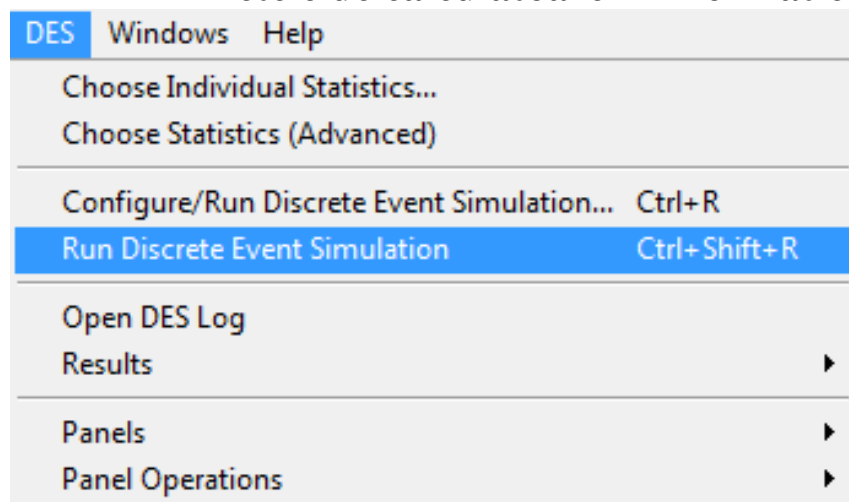 DES Windows Help
Choose Individual Statistics...
Choose Statistics (Advanced)
Configure/Run Discrete Event Simulation... Ctrl+R
Run Discrete Event Simulation Ctrl+Shift+R
Open DES Log
Results
Panels
Panel Operations